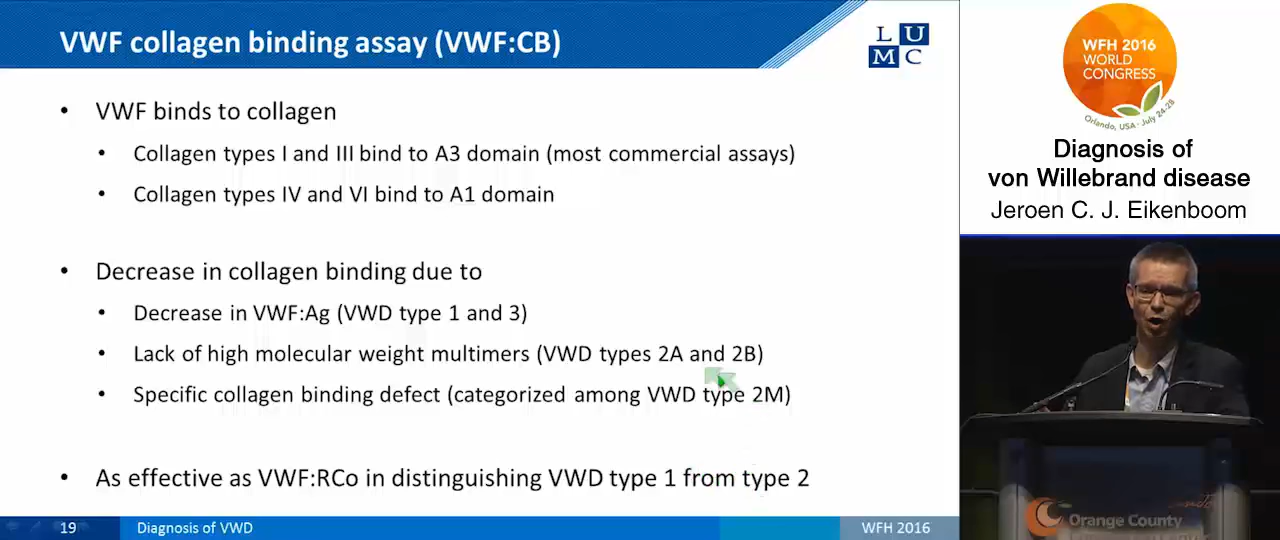 VWF collagen binding assay (VWF:CB)
L U
M C
• VWF binds to collagen
• Collagen types I and III bind to A3 domain (most commercial assays)
• Collagen types IV and VI bind to A1 domain
• Decrease in collagen binding due to
• Decrease in VWF:Ag (VWD type 1 and 3)
• Lack of high molecular weight multimers (VWD types 2A and 2B)
• Specific collagen binding defect (categorized among VWD type 2M)
• As effective as VWF:RCo in distinguishing VWD type 1 from type 2
19 Diagnosis of VWD WFH 2016
WFH 2016
WORLD
CONGRESS
Orlando, USA · July 24-28
Diagnosis of
von Willebrand disease
Jeroen C. J. Eikenboom
Orange County